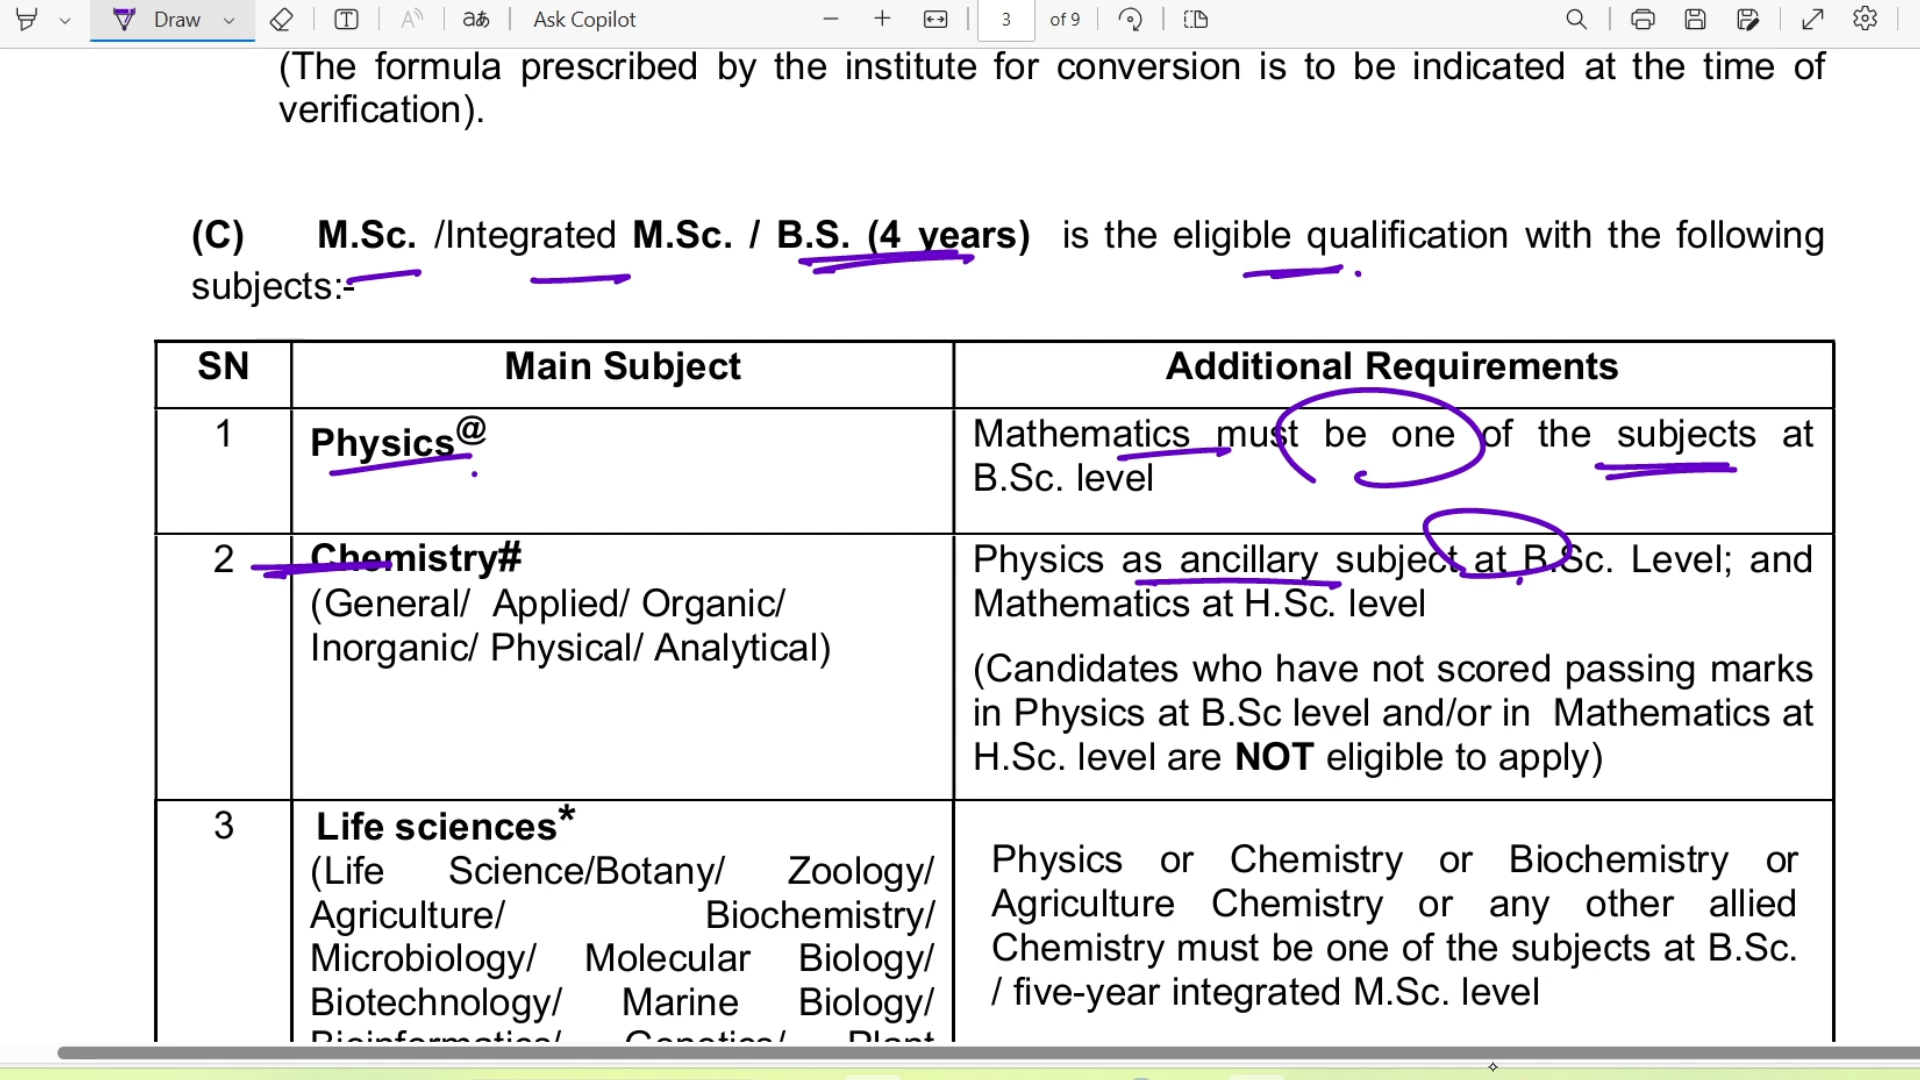 Draw
A
aあ
Ask Copilot
3
of 9
(The formula prescribed by the institute for conversion is to be indicated at the time of
verification).
(C) M.Sc. /Integrated M.Sc. / B.S. (4 years) is the eligible qualification with the following
subjects:-
SN
Main Subject
Additional Requirements
1
Physics@
Mathematics must be one of the subjects at
B.Sc. level
2
Chemistry#
(General/ Applied/ Organic/
Inorganic/ Physical/ Analytical)
Physics as ancillary subject at B.Sc. Level; and
Mathematics at H.Sc. level
(Candidates who have not scored passing marks
in Physics at B.Sc level and/or in Mathematics at
H.Sc. level are NOT eligible to apply)
3
Life sciences*
(Life Science/Botany/ Zoology/
Agriculture/ Biochemistry/
Microbiology/ Molecular Biology/
Biotechnology/ Marine Biology/
Bioinformatics/ Genetics/ Plant
Physics or Chemistry or Biochemistry or
Agriculture Chemistry or any other allied
Chemistry must be one of the subjects at B.Sc.
/ five-year integrated M.Sc. level